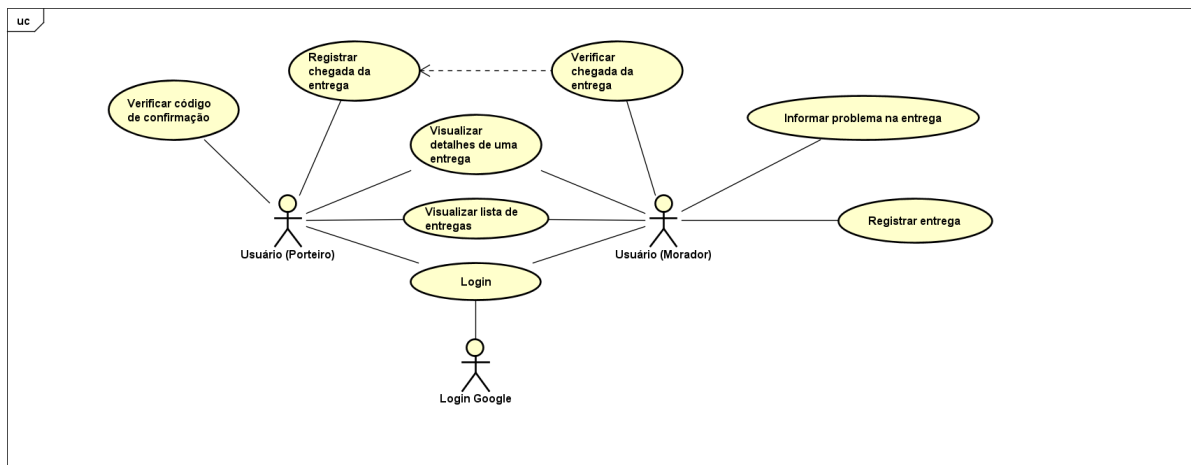 uc
Registrar
chegada da
entrega
Verificar
chegada da
entrega
Verificar código
de confirmação
Informar problema na entrega
Visualizar
detalhes de uma
entrega
Visualizar lista de
entregas
Registrar entrega
Usuário (Porteiro)
Usuário (Morador)
Login
Login Google